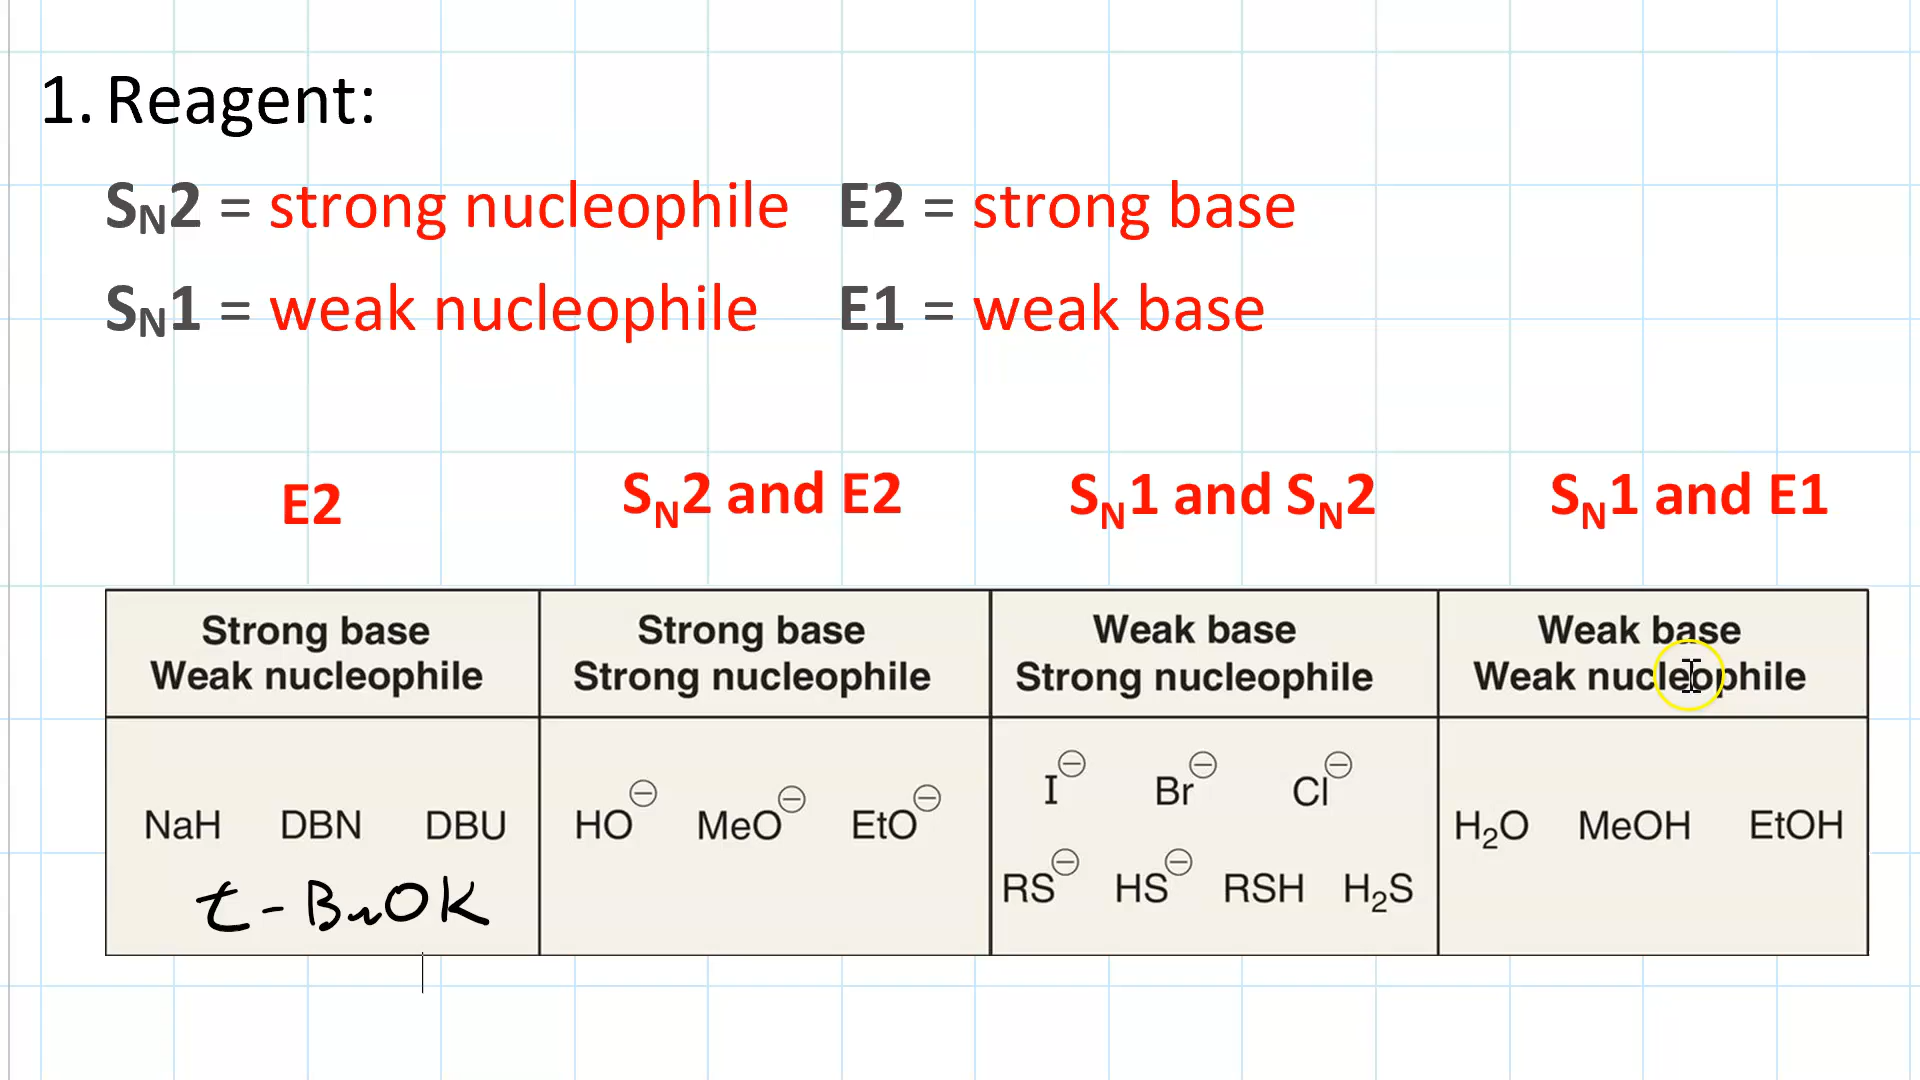 1. Reagent:
SN2 = strong nucleophile E2 = strong base
SN1 = weak nucleophile E1 = weak base
E2 SN2 and E2 SN1 and SN2 SN1 and E1
Strong base Strong base Weak base Weak base
Weak nucleophile Strong nucleophile Strong nucleophile Weak nucleophile
I⊖ Br⊖ Cl⊖
NaH DBN DBU HO⊖ MeO⊖ EtO⊖ H2O MeOH EtOH
RS⊖ HS⊖ RSH H2S
t-BuOK